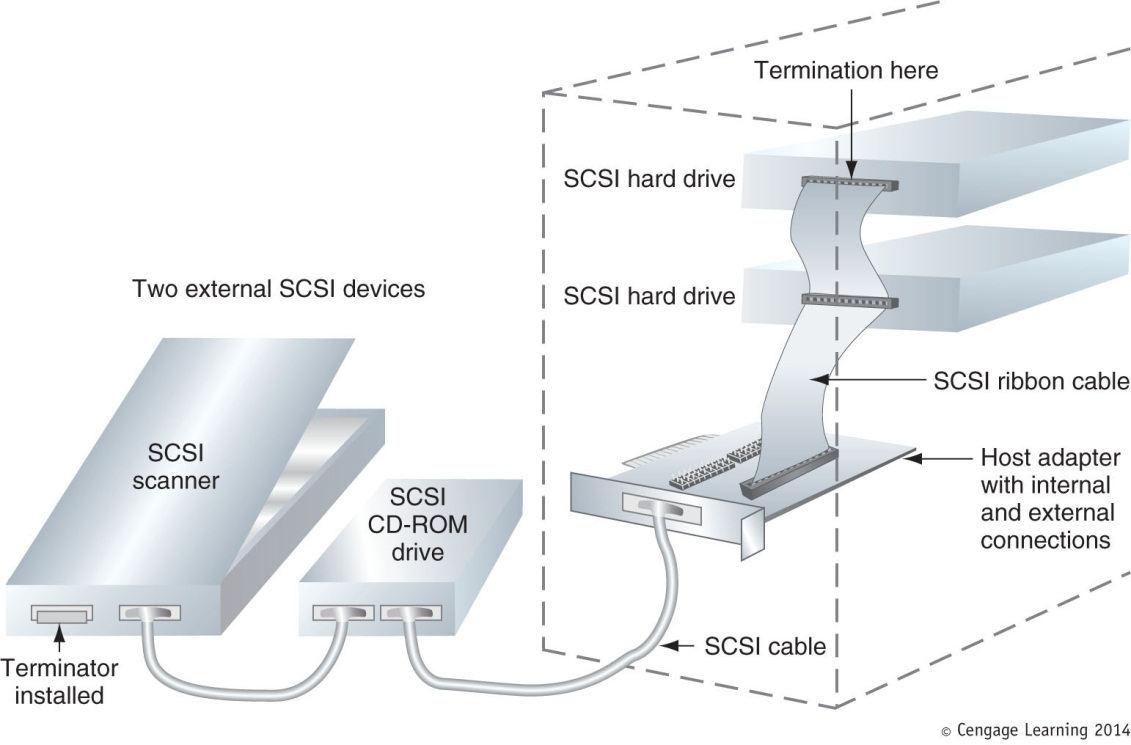 Termination here
SCSI hard drive
SCSI hard drive
Two external SCSI devices
SCSI ribbon cable
SCSI
scanner
SCSI
CD-ROM
drive
Host adapter
with internal
and external
connections
SCSI cable
Terminator
installed
© Cengage Learning 2014